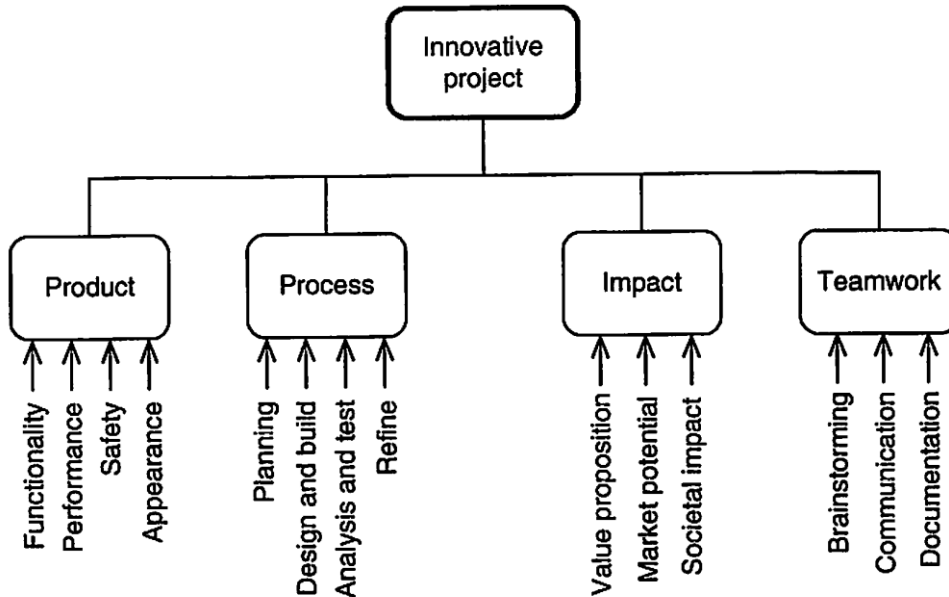 Innovative
project
Product
Process
Impact
Teamwork
Functionality
Performance
Safety
Appearance
Planning
Design and build
Analysis and test
Refine
Value proposition
Market potential
Societal impact
Brainstorming
Communication
Documentation